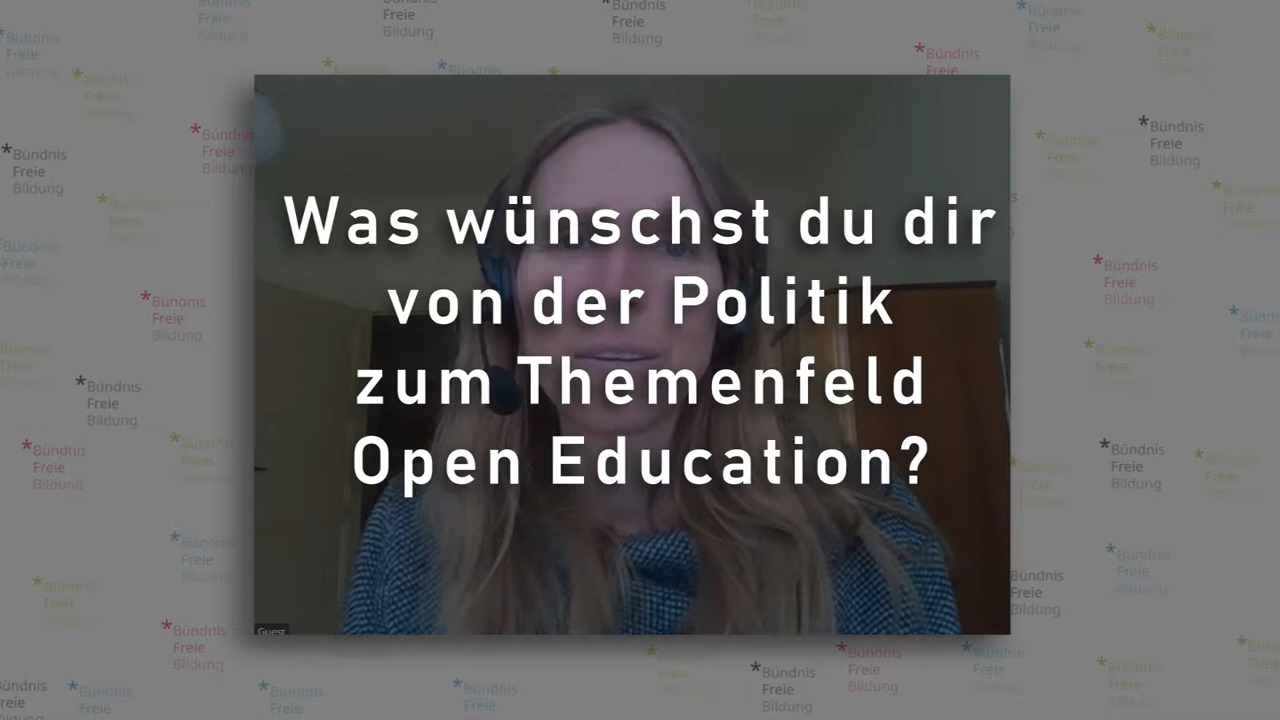 Was wünschst du dir
von der Politik
zum Themenfeld
Open Education?
Guest
*Bündnis
Freie
Bildung